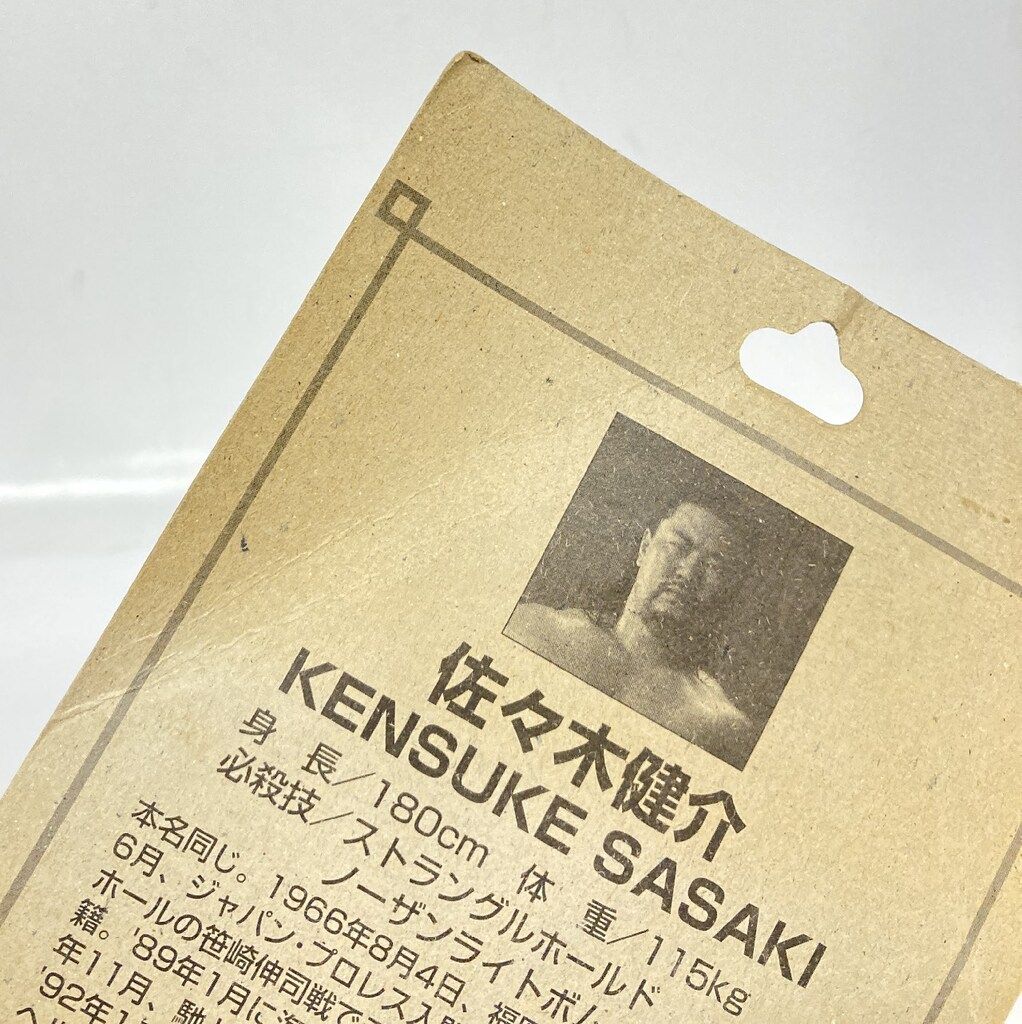 佐々木健介
KENSUKE SASAKI
身長／180cm 体重／115kg
必殺技／ストラングルホールド
ノーザンライトボム
本名同じ。1966年8月4日、福
6月、ジャパン・プロレス入
ホールの笹崎伸司戦で
籍。'89年1月に海
年11月、馳
'92年1